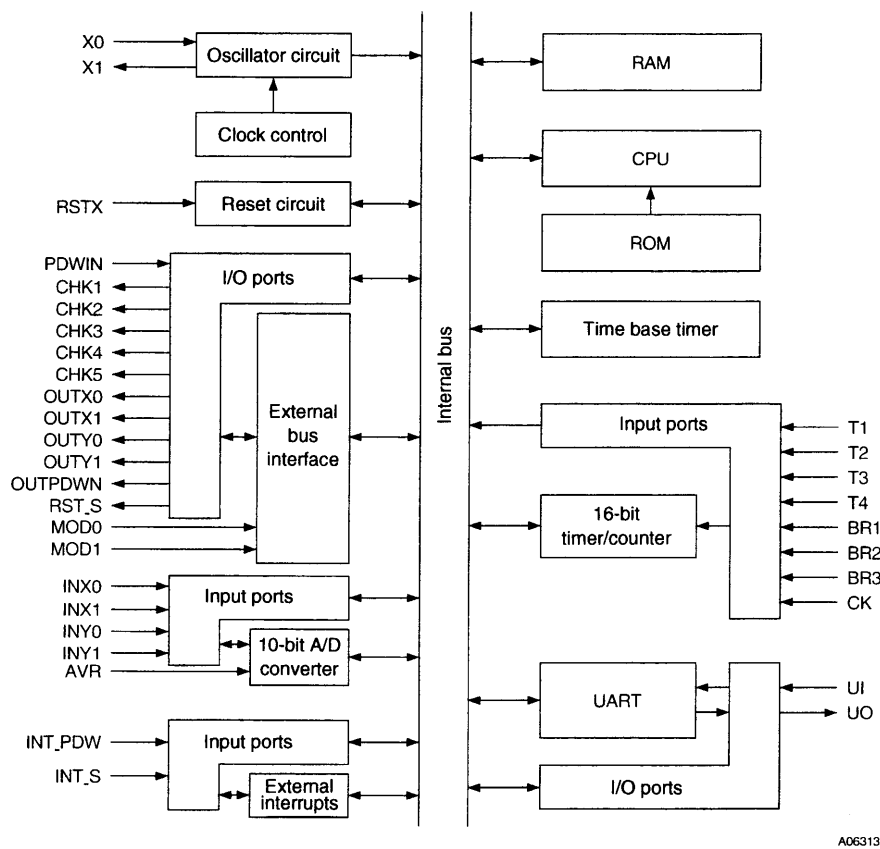 X0
X1
Oscillator circuit
Clock control
RSTX
Reset circuit
PDWIN
CHK1
CHK2
CHK3
CHK4
CHK5
OUTX0
OUTX1
OUTY0
OUTY1
OUTPDWN
RST_S
MOD0
MOD1
I/O ports
External
bus
interface
INX0
INX1
INY0
INY1
AVR
Input ports
10-bit A/D
converter
INT_PDW
INT_S
Input ports
External
interrupts
Internal bus
RAM
CPU
ROM
Time base timer
Input ports
16-bit
timer/counter
T1
T2
T3
T4
BR1
BR2
BR3
CK
UART
UI
UO
I/O ports
A06313